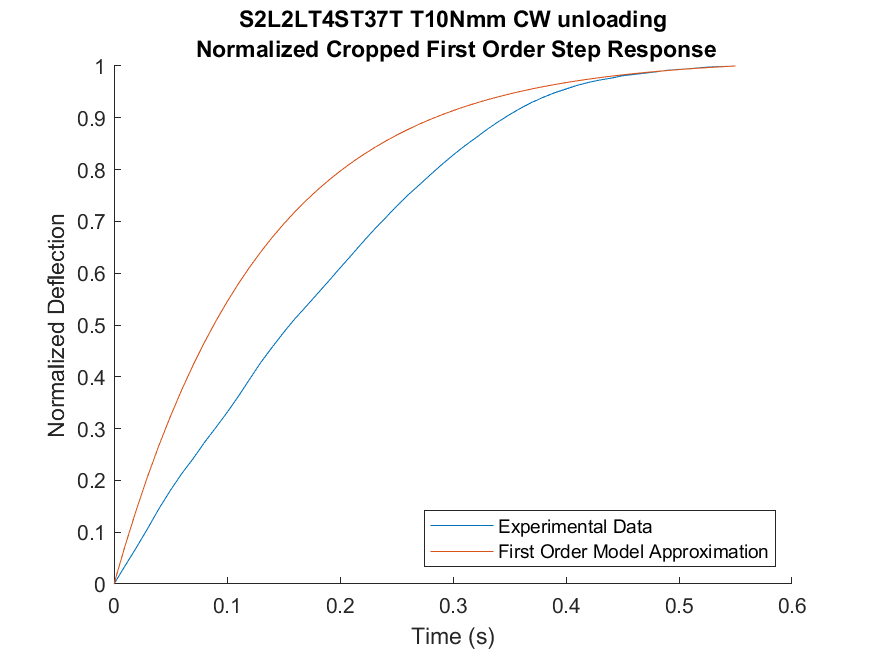 S2L2LT4ST37T T10Nmm CW unloading
Normalized Cropped First Order Step Response
1
0.9
0.8
0.7
0.6
0.5
0.4
0.3
0.2
0.1
0
Normalized Deflection
Experimental Data
First Order Model Approximation
0 0.1 0.2 0.3 0.4 0.5 0.6
Time (s)